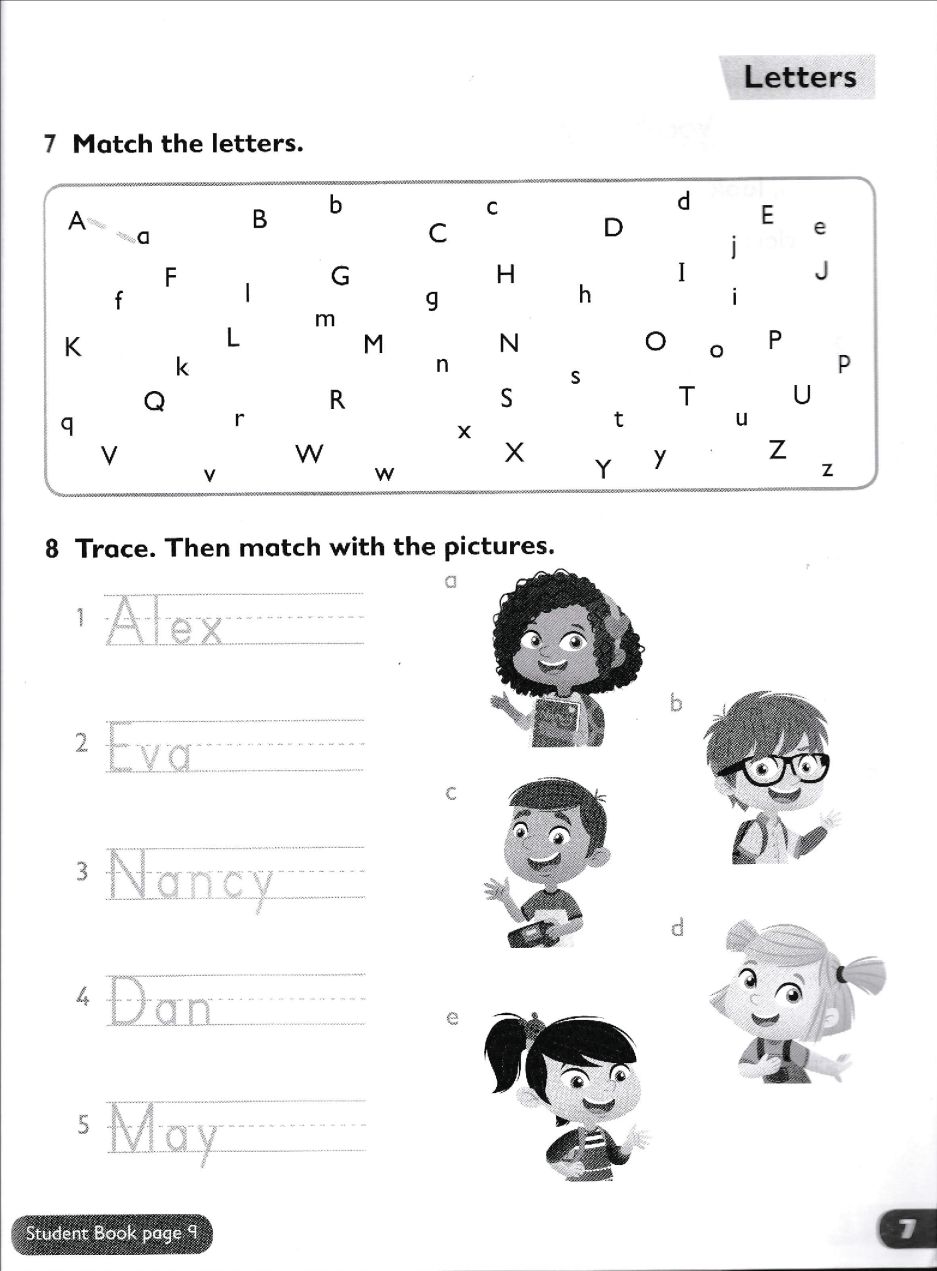 Letters
7 Match the letters.
A a B b C c D d E e
F f l G g H h I i j J
K k L m M n N s O o P p
q Q r R x S t T u U
V v W w X Y y Z z
8 Trace. Then match with the pictures.
1 Alex
a
b
2 Eva
c
3 Nancy
d
4 Dan
e
5 May
Student Book page 9
7